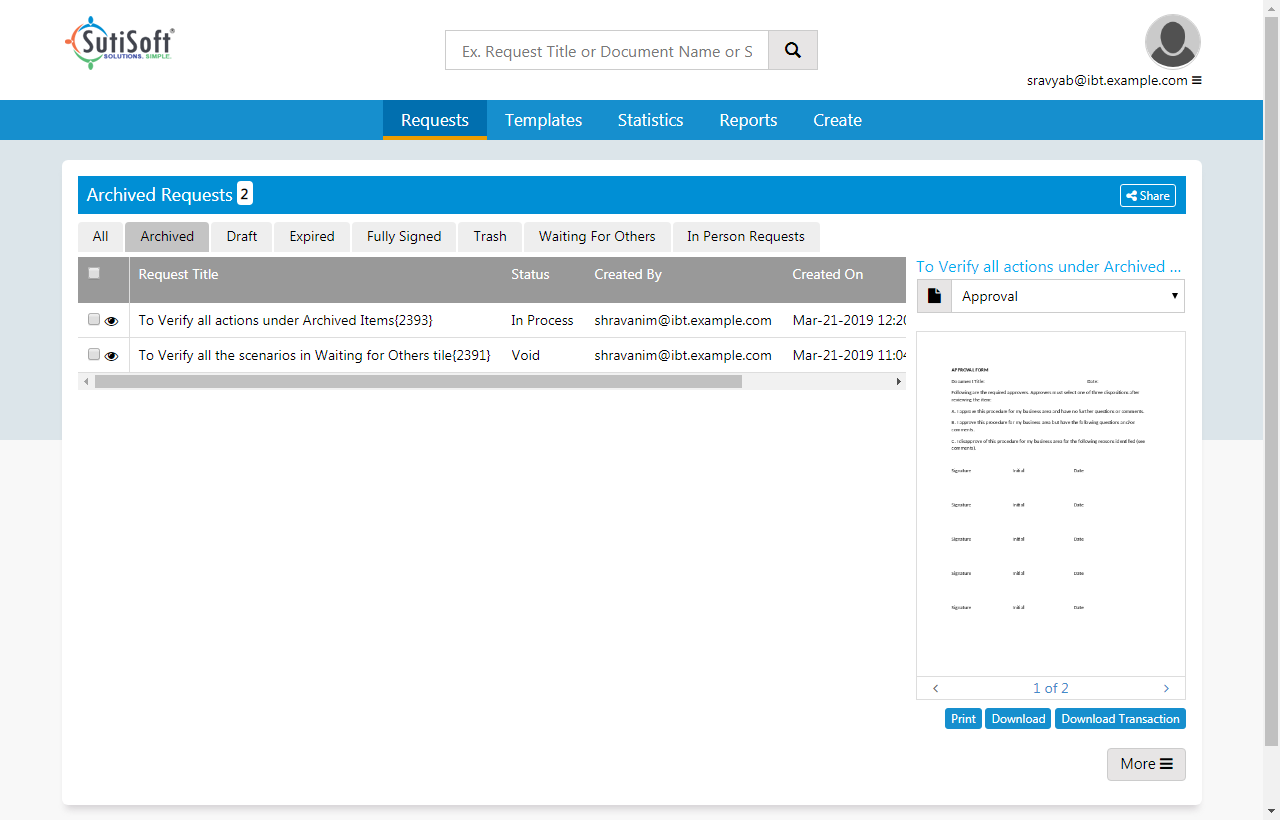 SutiSoft®
SOLUTIONS. SIMPLE.
Ex. Request Title or Document Name or S
sravyab@ibt.example.com
Requests Templates Statistics Reports Create
Archived Requests 2
Share
All Archived Draft Expired Fully Signed Trash Waiting For Others In Person Requests
Request Title Status Created By Created On
To Verify all actions under Archived Items{2393} In Process shravanim@ibt.example.com Mar-21-2019 12:20
To Verify all the scenarios in Waiting for Others tile{2391} Void shravanim@ibt.example.com Mar-21-2019 11:04
To Verify all actions under Archived ...
Approval
APPROVAL FORM
Document Title: Date:
Following are the required approvers. Approvers must select one of three dispositions after
reviewing the item:
A. I approve this procedure for my business area and have no further questions or comments.
B. I approve this procedure for my business area but have the following questions and/or
comments.
C. I disapprove of this procedure for my business area for the following reasons identified (see
comments).
Signature Initial Date
Signature Initial Date
Signature Initial Date
Signature Initial Date
Signature Initial Date
1 of 2
Print Download Download Transaction
More